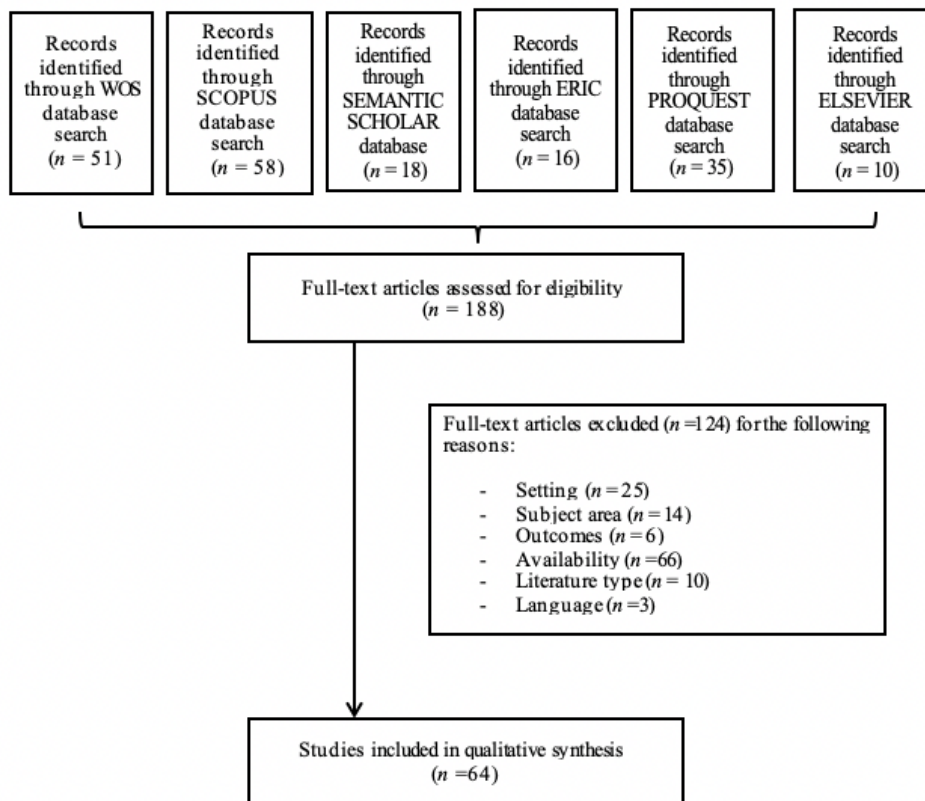 Records
identified
through WOS
database
search
(n = 51)
Records
identified
through
SCOPUS
database
search
(n = 58)
Records
identified
through
SEMANTIC
SCHOLAR
database
(n = 18)
Records
identified
through ERIC
database
search
(n = 16)
Records
identified
through
PROQUEST
database
search
(n = 35)
Records
identified
through
ELSEVIER
database
search
(n = 10)
Full-text articles assessed for eligibility
(n = 188)
Full-text articles excluded (n =124) for the following
reasons:
- Setting (n =25)
- Subject area (n =14)
- Outcomes (n =6)
- Availability (n =66)
- Literature type (n = 10)
- Language (n =3)
Studies included in qualitative synthesis
(n =64)